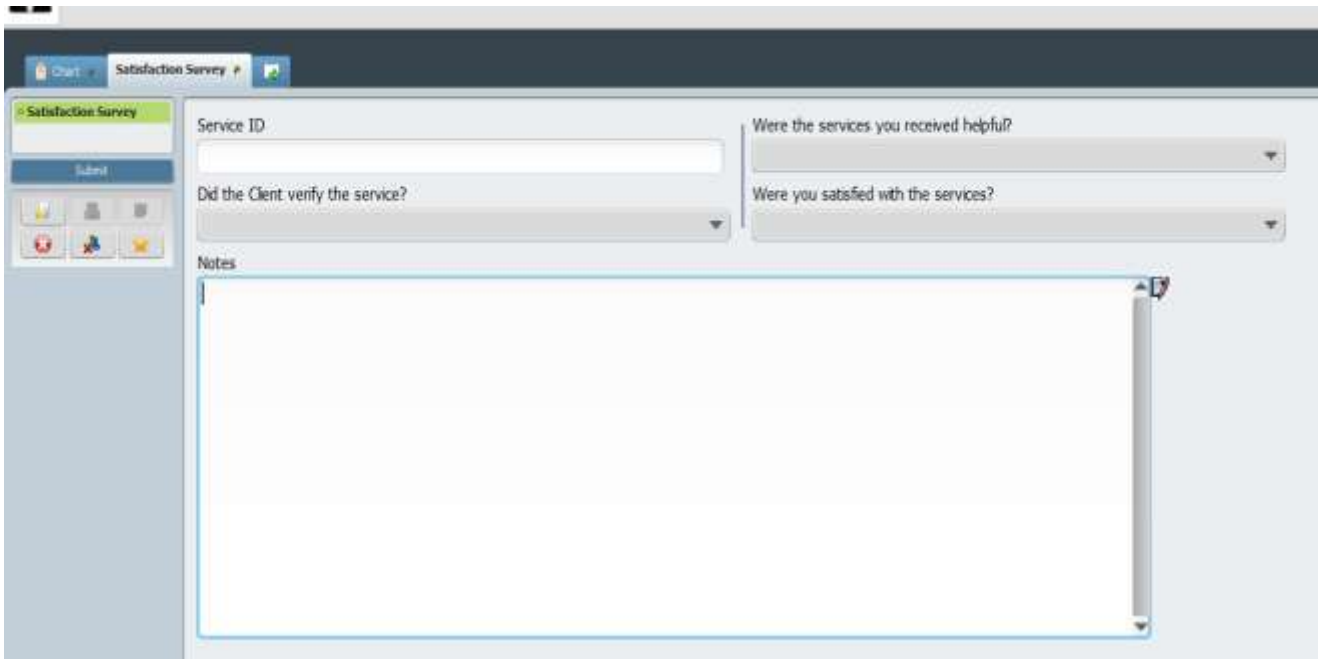 Chart
Satisfaction Survey
Satisfaction Survey
Submit
Service ID
Were the services you received helpful?
Did the Client verify the service?
Were you satisfied with the services?
Notes